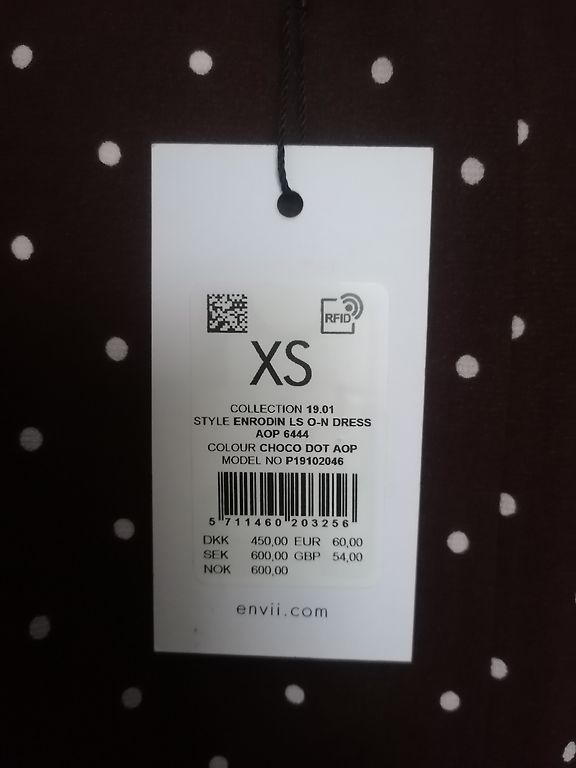 RFID
XS
COLLECTION 19.01
STYLE ENRODIN LS O-N DRESS
AOP 6444
COLOUR CHOCO DOT AOP
MODEL NO P19102046
5 711460 203256
DKK 450,00 EUR 60,00
SEK 600,00 GBP 54,00
NOK 600,00
envii.com